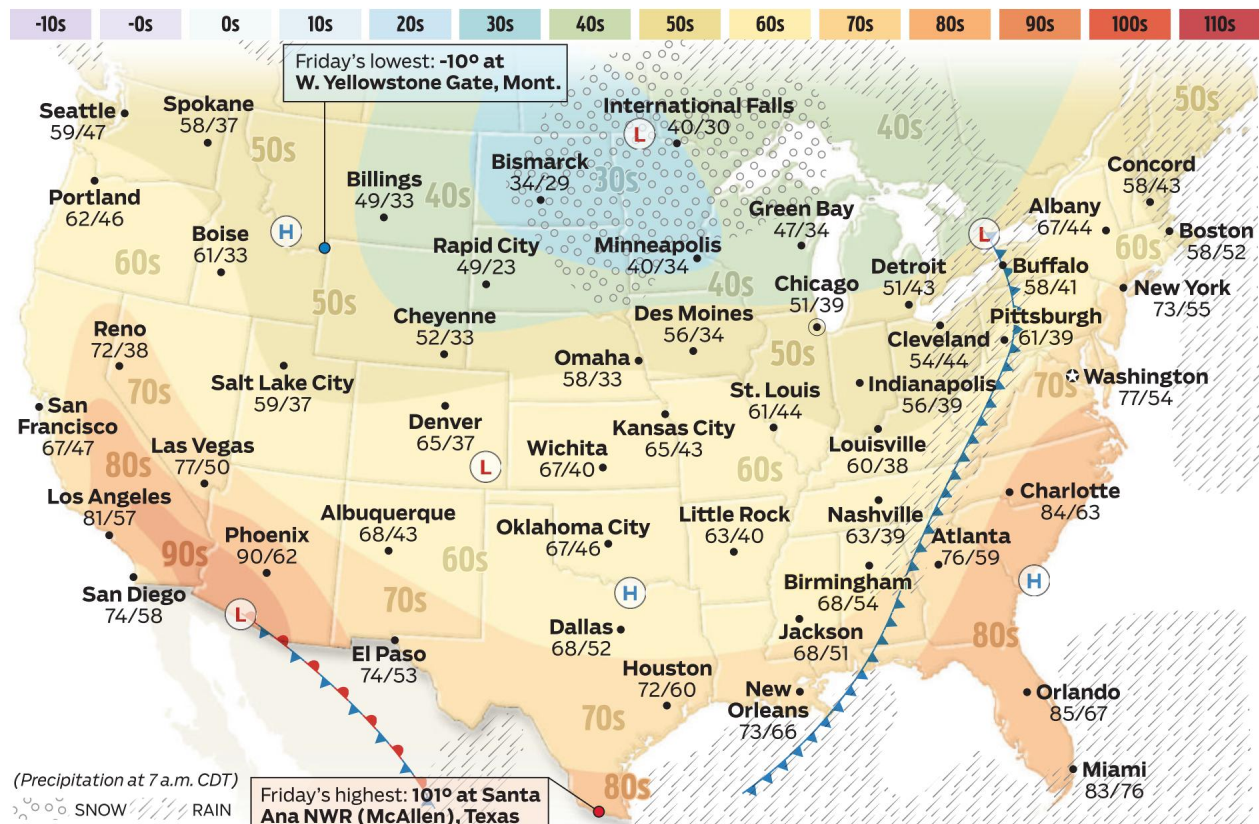 -10s -0s 0s 10s 20s 30s 40s 50s 60s 70s 80s 90s 100s 110s
Friday's lowest: -10° at
W. Yellowstone Gate, Mont.
Seattle
59/47
Spokane
58/37
International Falls
40/30
L
40s
50s
50s
Portland
62/46
Billings
49/33
40s
Bismarck
34/29
30s
Concord
58/43
Boise
61/33
H
Green Bay
47/34
Albany
67/44
Boston
58/52
L
60s
60s
Rapid City
49/23
Minneapolis
40/34
40s
Chicago
51/39
Detroit
51/43
Buffalo
58/41
New York
73/55
50s
Reno
72/38
Cheyenne
52/33
Des Moines
56/34
50s
Cleveland
54/44
Pittsburgh
61/39
70s
Salt Lake City
59/37
Omaha
58/33
St. Louis
61/44
Indianapolis
56/39
70s
Washington
77/54
San
Francisco
67/47
Las Vegas
77/50
80s
Denver
65/37
L
Wichita
67/40
Kansas City
65/43
60s
Louisville
60/38
Los Angeles
81/57
Phoenix
90/62
90s
Albuquerque
68/43
60s
Oklahoma City
67/46
Little Rock
63/40
Nashville
63/39
Charlotte
84/63
Atlanta
76/59
San Diego
74/58
L
70s
H
Birmingham
68/54
H
El Paso
74/53
Dallas
68/52
Jackson
68/51
80s
Houston
72/60
70s
New
Orleans
73/66
Orlando
85/67
80s
Miami
83/76
(Precipitation at 7 a.m. CDT)
SNOW RAIN
Friday's highest: 101° at Santa
Ana NWR (McAllen), Texas